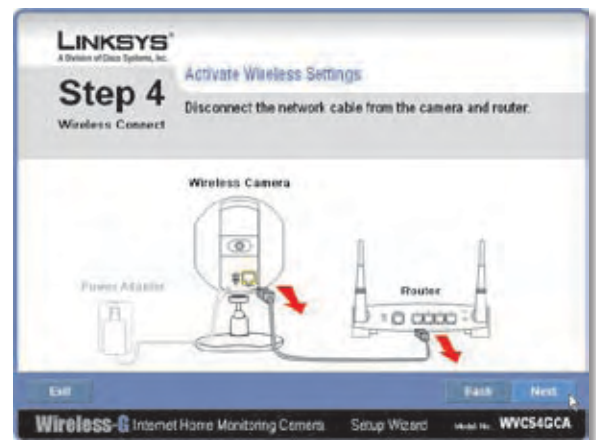 LINKSYS®
A Division of Cisco Systems, Inc.
Step 4
Wireless Connect
Activate Wireless Settings
Disconnect the network cable from the camera and router.
Wireless Camera
Power Adapter
Router
Exit
Back
Next
Wireless-G Internet Home Monitoring Camera
Setup Wizard
Model No. WVC54GCA